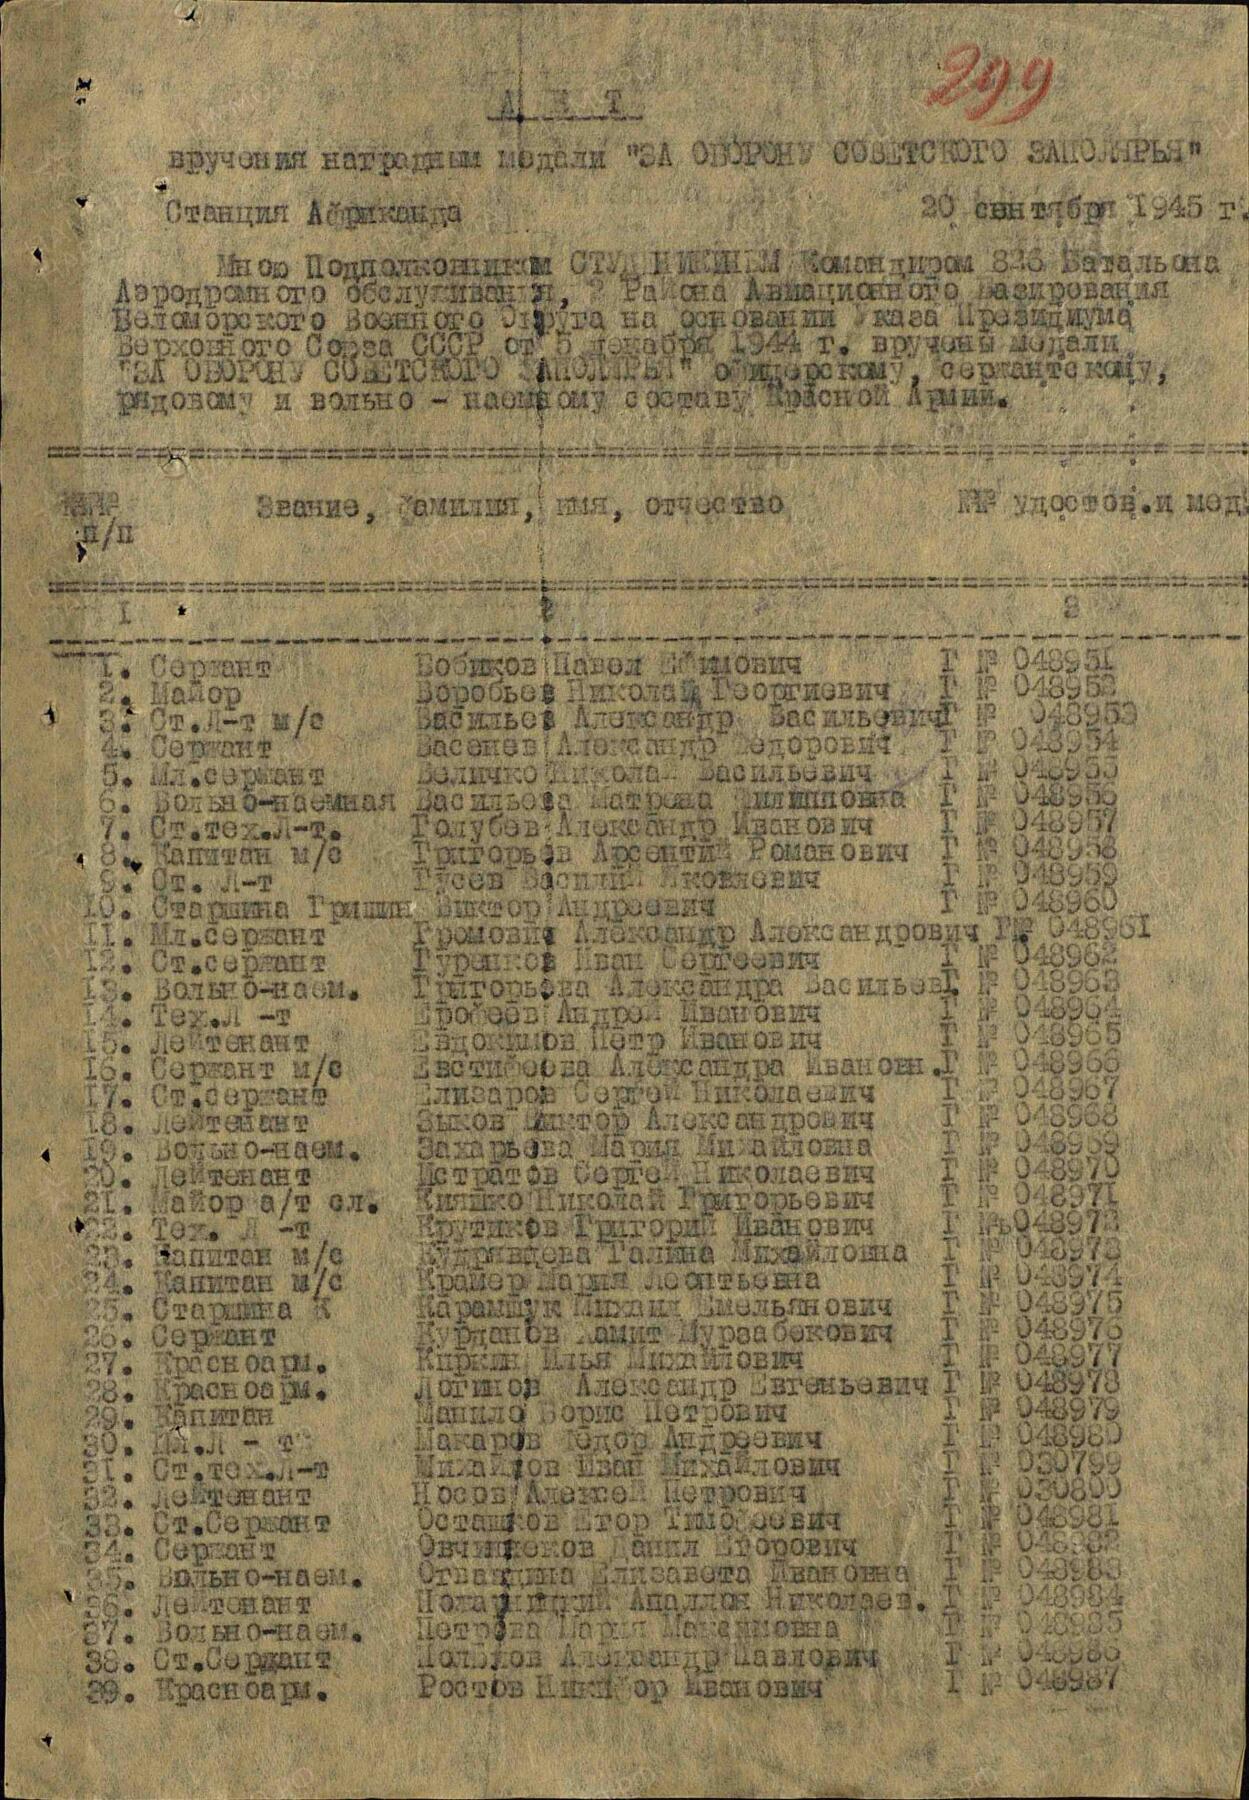 299
А К Т
вручения наградным медали "ЗА ОБОРОНУ СОВЕТСКОГО ЗАПОЛЯРЬЯ"
Станция Африканда 20 сентября 1945 г.
Мною Подполковником СТУДНИКИНЫМ Командиром 826 Батальона
Аэродромного обслуживания, 2 Района Авиационного Базирования
Беломорского Военного Округа на основании Указа Президиума
Верховного Союза СССР от 5 декабря 1944 г. вручены медали
"ЗА ОБОРОНУ СОВЕТСКОГО ЗАПОЛЯРЬЯ" офицерскому, сержантскому,
рядовому и вольно - наемному составу Красной Армии.
№№ Звание, фамилия, имя, отчество №№ удостов.и мед.
п/п
1 2 3
1. Сержант Бобиков Павел Ефимович Г № 048951
2. Майор Воробьев Николай Георгиевич Г № 048952
3. Ст.Л-т м/с Васильев Александр Васильевич Г № 048953
4. Сержант Васенев Александр Федорович Г № 048954
5. Мл.сержант Величко Николай Васильевич Г № 048955
6. Вольно-наемная Васильева Матрена Филипповна Г № 048956
7. Ст.тех.Л-т. Голубев Александр Иванович Г № 048957
8. Капитан м/с Григорьев Арсентий Романович Г № 048958
9. Ст. Л-т Гусев Василий Яковлевич Г № 048959
10. Старшина Гришин Виктор Андреевич Г № 048960
11. Мл.сержант Громович Александр Александрович Г№ 048961
12. Ст.сержант Гуренков Иван Сергеевич Г № 048962
13. Вольно-наем. Григорьева Александра Васильев. Г № 048963
14. Тех.Л -т Ерофеев Андрей Иванович Г № 048964
15. Лейтенант Евдокимов Петр Иванович Г № 048965
16. Сержант м/с Евстифеева Александра Ивановн. Г № 048966
17. Ст.сержант Елизаров Сергей Николаевич Г № 048967
18. Лейтенант Зыков Виктор Александрович Г № 048968
19. Вольно-наем. Захарьева Мария Михайловна Г № 048969
20. Лейтенант Истратов Сергей Николаевич Г № 048970
21. Майор а/т сл. Кияшко Николай Григорьевич Г № 048971
22. Тех. Л -т Крутиков Григорий Иванович Г № 048972
23. Капитан м/с Кудрявцева Галина Михайловна Г № 048973
24. Капитан м/с Крамер Мария Леонтьевна Г № 048974
25. Старшина К Карамшук Михаил Емельянович Г № 048975
26. Сержант Курданов Хамит Мурзабекович Г № 048976
27. Красноарм. Киркин Илья Михайлович Г № 048977
28. Красноарм. Логинов Александр Евгеньевич Г № 048978
29. Капитан Манило Борис Петрович Г № 048979
30. Мл.Л - т Макаров Федор Андреевич Г № 048980
31. Ст.тех.Л-т Михайлов Иван Михайлович Г № 030799
32. Лейтенант Носов Алексей Петрович Г № 030800
33. Ст.Сержант Осташков Егор Тимофеевич Г № 048981
34. Сержант Овчинников Данил Егорович Г № 048982
35. Вольно-наем. Елизавета Ивановна Г № 048983
36. Лейтенант Апаллон Николаев. Г № 048984
37. Вольно-наем. Петрова Мария Максимовна Г № 048985
38. Ст.Сержант Александр Павлович Г № 048986
39. Красноарм. Ростов Никифор Иванович Г № 048987